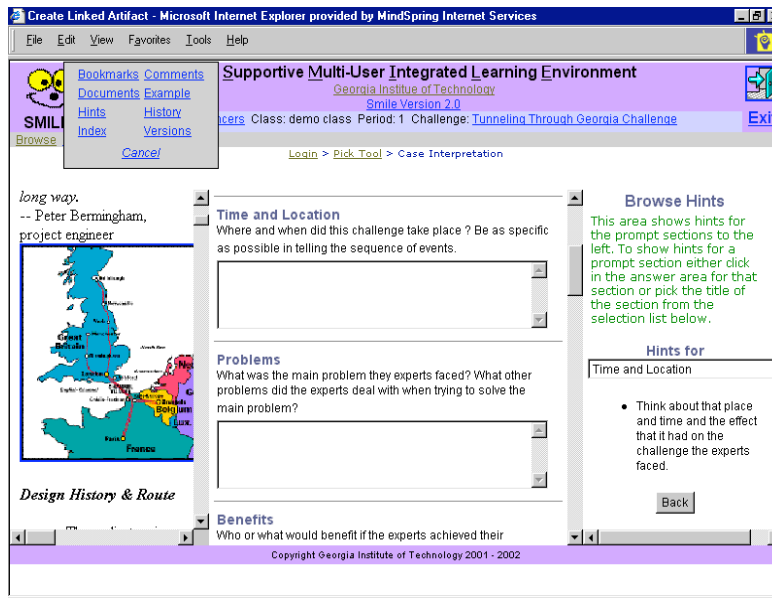 Create Linked Artifact - Microsoft Internet Explorer provided by MindSpring Internet Services
File Edit View Favorites Tools Help
Bookmarks Comments
Documents Example
Hints History
Index Versions
Cancel
SMIL
Browse
Supportive Multi-User Integrated Learning Environment
Georgia Institue of Technology
Smile Version 2.0
ncers Class: demo class Period: 1 Challenge: Tunneling Through Georgia Challenge
Exi
Login > Pick Tool > Case Interpretation
long way.
-- Peter Bermingham,
project engineer
Great
Britain
Belgium
Lux.
Paris
France
Design History & Route
Time and Location
Where and when did this challenge take place ? Be as specific
as possible in telling the sequence of events.
Problems
What was the main problem they experts faced? What other
problems did the experts deal with when trying to solve the
main problem?
Benefits
Who or what would benefit if the experts achieved their
Browse Hints
This area shows hints for
the prompt sections to the
left. To show hints for a
prompt section either click
in the answer area for that
section or pick the title of
the section from the
selection list below.
Hints for
Time and Location
Think about that place
and time and the effect
that it had on the
challenge the experts
faced.
Back
Copyright Georgia Institute of Technology 2001 - 2002